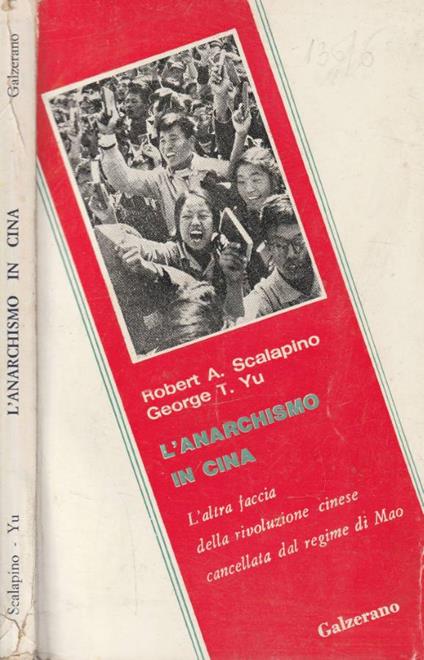 Scalapino - Yu
L'ANARCHISMO IN CINA
Galzerano
Robert A. Scalapino
George T. Yu
L'ANARCHISMO
IN CINA
L'altra faccia
della rivoluzione cinese
cancellata dal regime di Mao
Galzerano